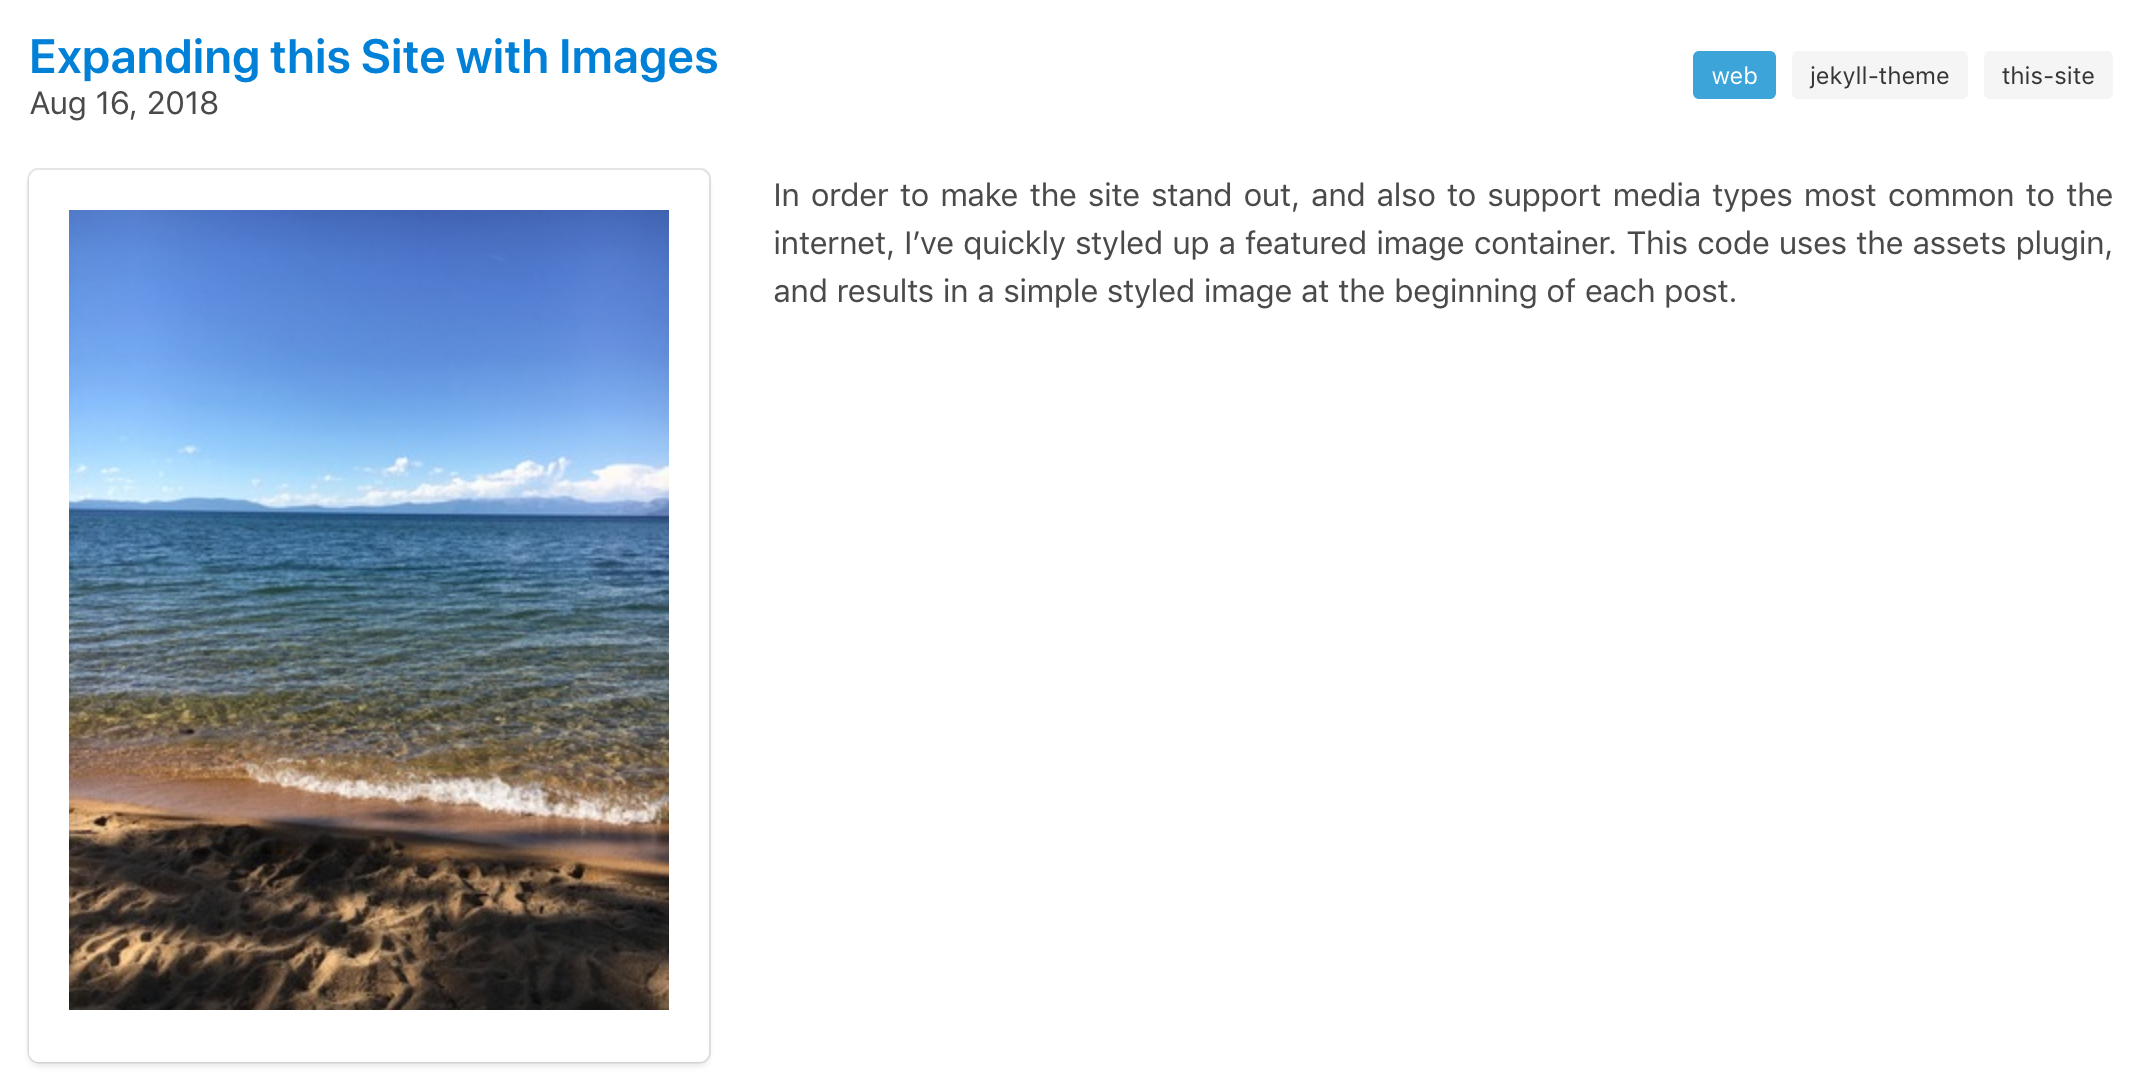 Expanding this Site with Images
Aug 16, 2018
web
jekyll-theme
this-site
In order to make the site stand out, and also to support media types most common to the
internet, I’ve quickly styled up a featured image container. This code uses the assets plugin,
and results in a simple styled image at the beginning of each post.